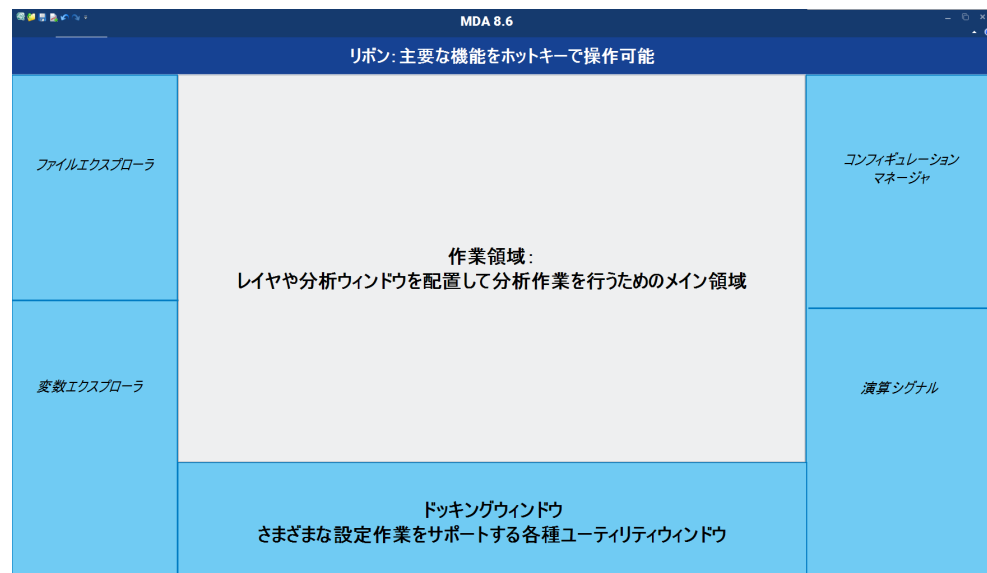 MDA 8.6
リボン: 主要な機能をホットキーで操作可能
ファイルエクスプローラ
コンフィギュレーション
マネージャ
作業領域:
レイヤや分析ウィンドウを配置して分析作業を行うためのメイン領域
変数エクスプローラ
演算シグナル
ドッキングウィンドウ
さまざまな設定作業をサポートする各種ユーティリティウィンドウ